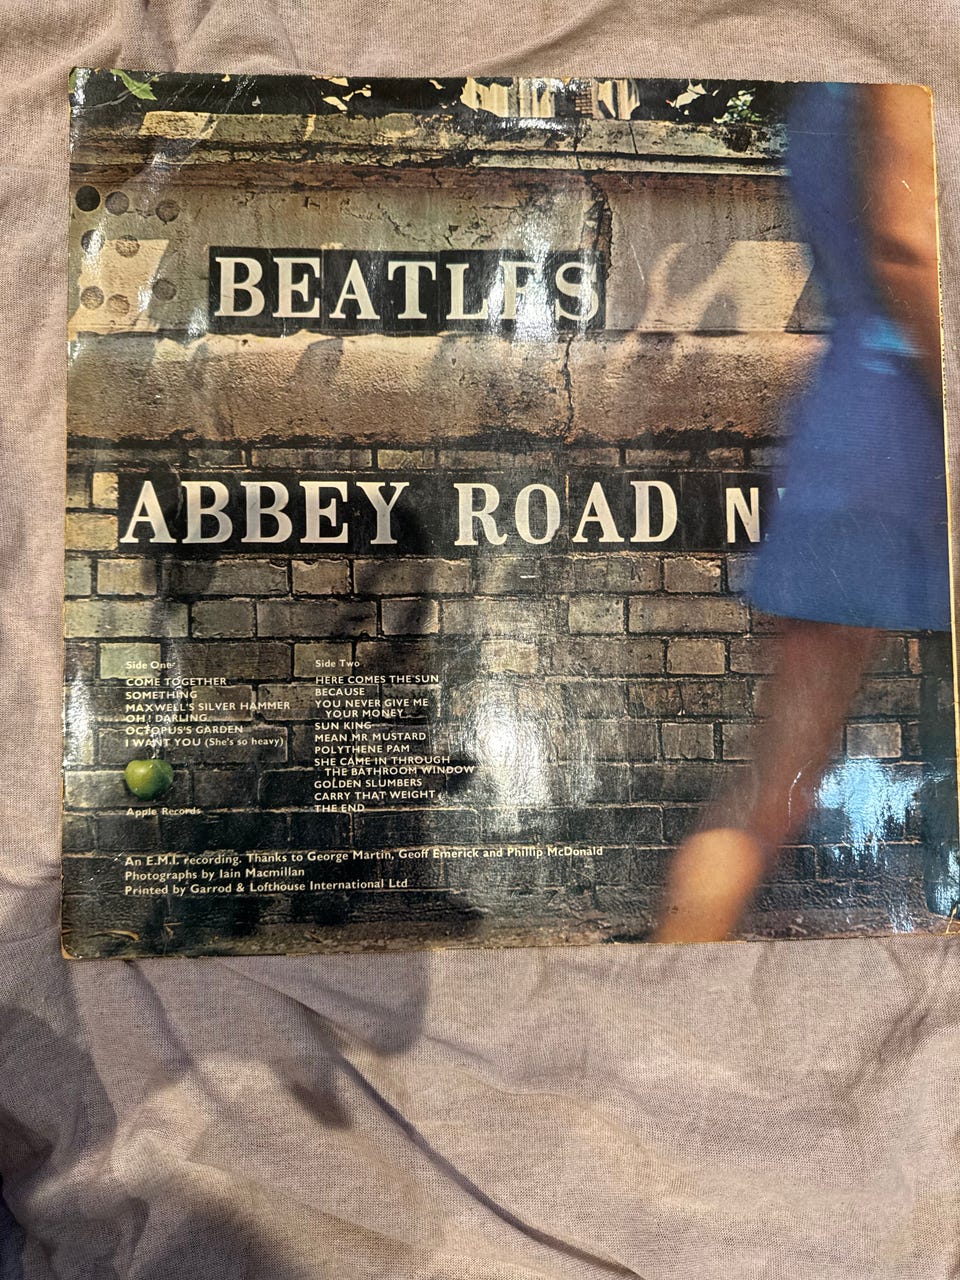 BEATLES
ABBEY ROAD N
Side One
COME TOGETHER
SOMETHING
MAXWELL'S SILVER HAMMER
OH! DARLING
OCTOPUS'S GARDEN
I WANT YOU (She's so heavy)
Apple Records
Side Two
HERE COMES THE SUN
BECAUSE
YOU NEVER GIVE ME
YOUR MONEY
SUN KING
MEAN MR MUSTARD
POLYTHENE PAM
SHE CAME IN THROUGH
THE BATHROOM WINDOW
GOLDEN SLUMBERS
CARRY THAT WEIGHT
THE END
An E.M.I. recording. Thanks to George Martin, Geoff Emerick and Phillip McDonald
Photographs by Iain Macmillan
Printed by Garrod & Lofthouse International Ltd